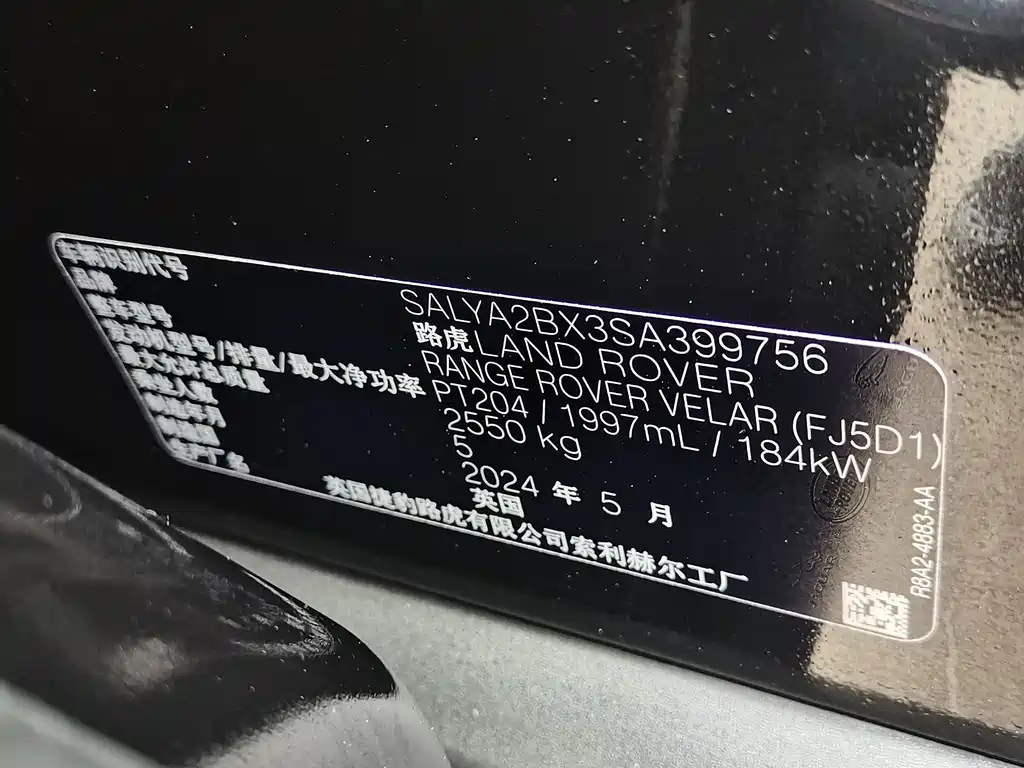 车辆识别代号 SALYA2BX3SA399756
品牌 路虎LAND ROVER
整车型号 RANGE ROVER VELAR (FJ5D1)
发动机型号/排量/最大净功率 PT204 / 1997mL / 184kW
最大允许总质量 2550 kg
乘坐人数 5
制造年月 2024 年 5 月
制造国 英国
生产厂名 英国捷豹路虎有限公司索利赫尔工厂
R8A2-4883-AA